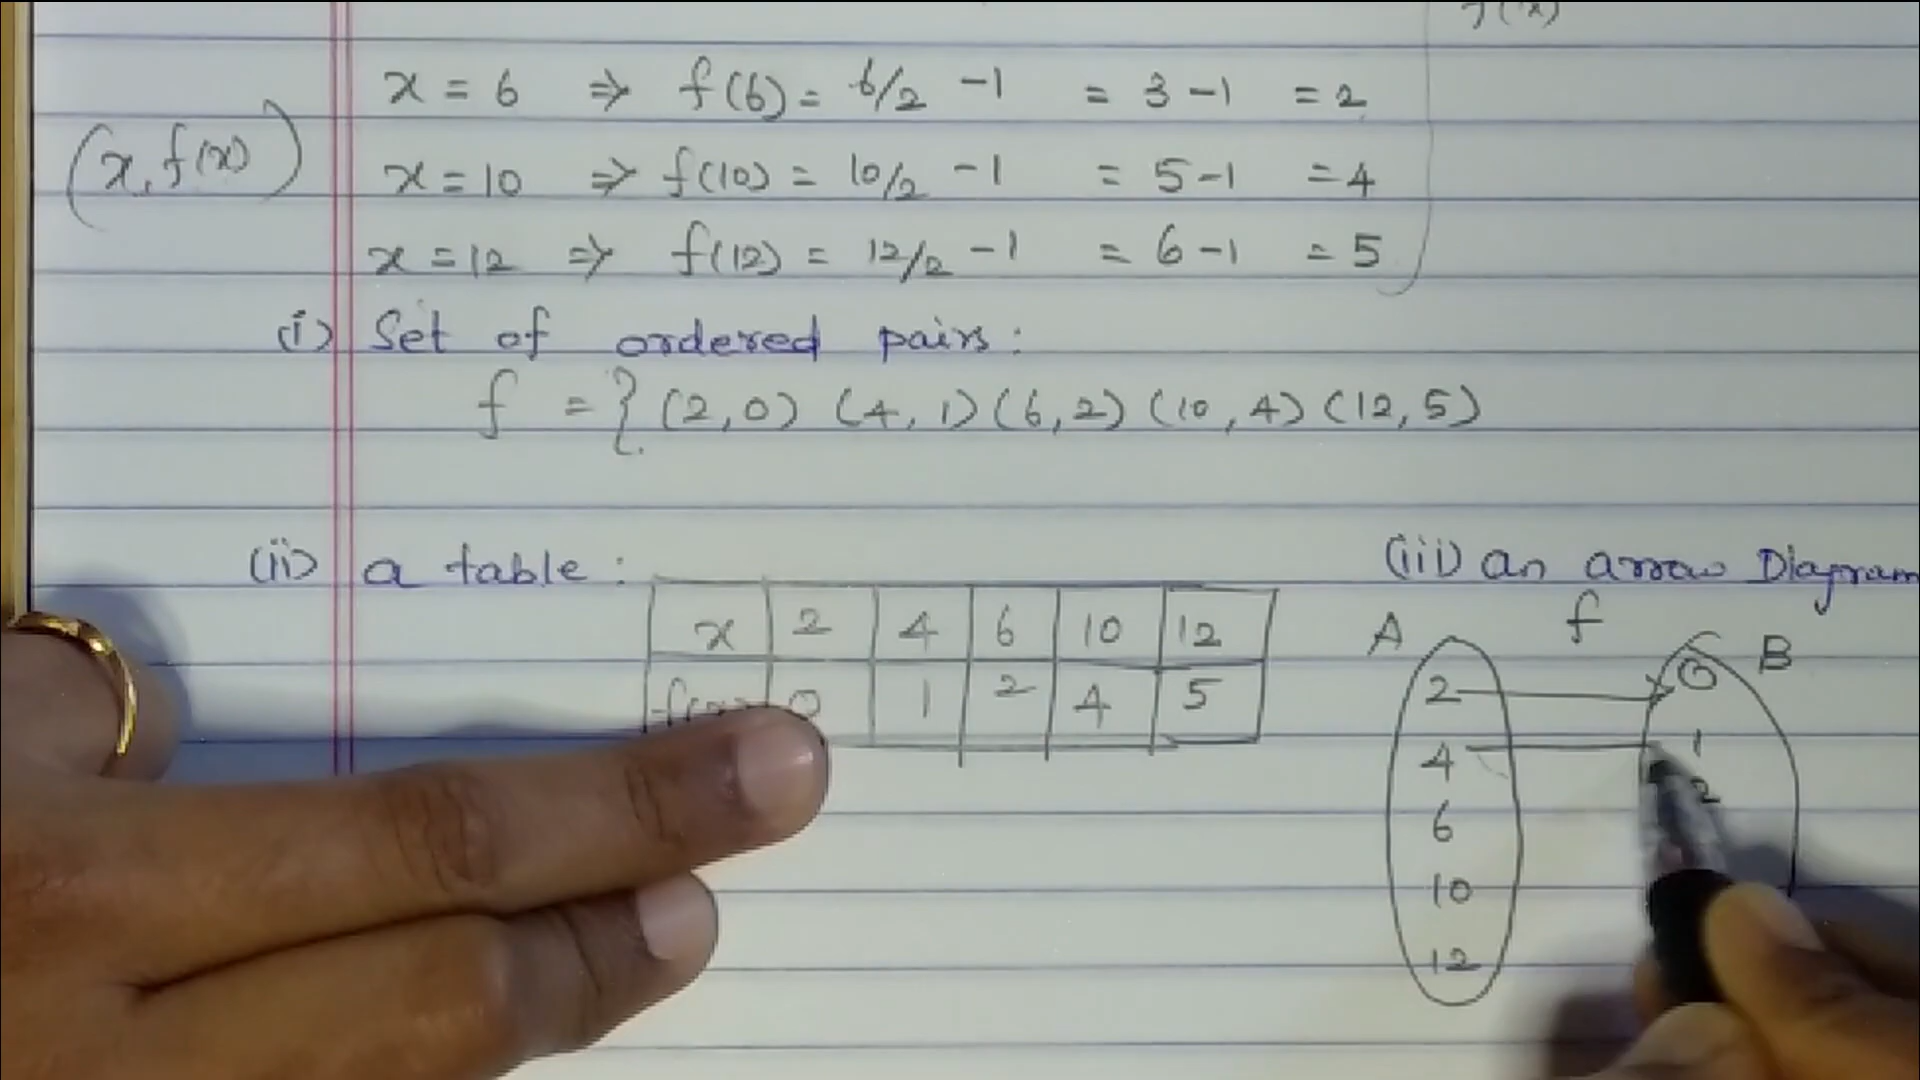 f(x)
x = 6 ⇒ f(6) = 6/2 - 1 = 3 - 1 = 2
(x, f(x))
x = 10 ⇒ f(10) = 10/2 - 1 = 5 - 1 = 4
x = 12 ⇒ f(12) = 12/2 - 1 = 6 - 1 = 5
(i) Set of ordered pairs:
f = { (2,0) (4,1) (6,2) (10,4) (12,5)
(ii) a table:
x 2 4 6 10 12
f(x) 0 1 2 4 5
(iii) an arrow Diagram
A f B
2 0
4 1
6 2
10
12